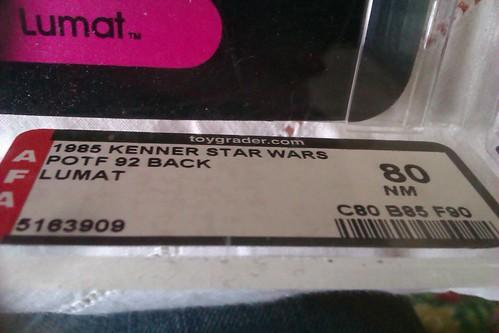 Lumat™
toygrader.com
AFA
1985 KENNER STAR WARS
POTF 92 BACK
LUMAT
80
NM
C80 B85 F90
5163909